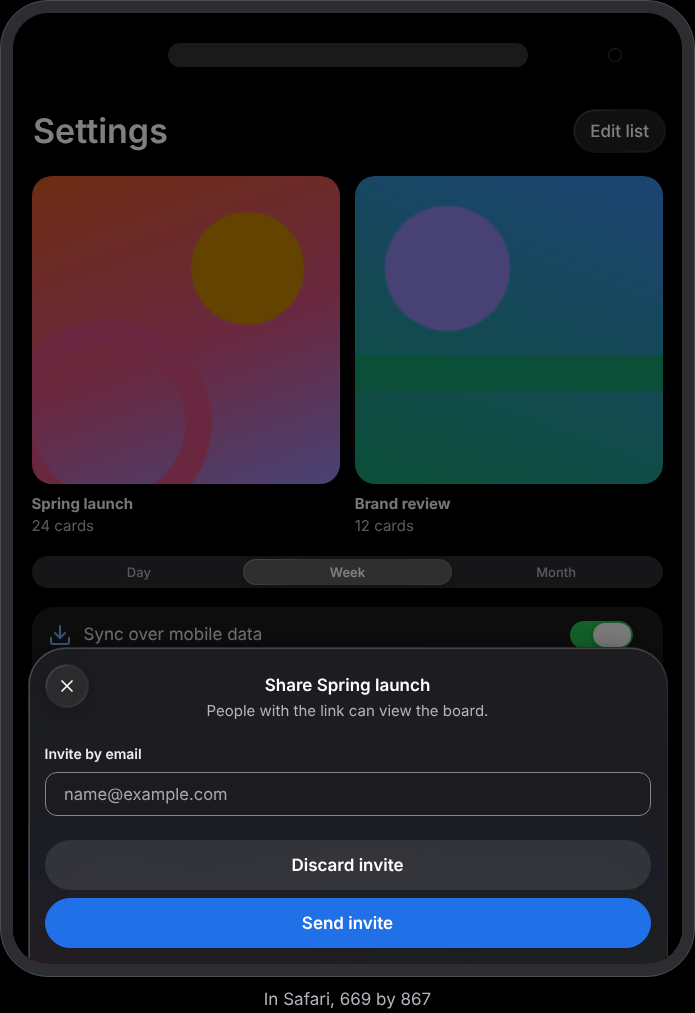 Settings
Edit list
Spring launch
24 cards
Brand review
12 cards
Day
Week
Month
Sync over mobile data
Share Spring launch
People with the link can view the board.
Invite by email
name@example.com
Discard invite
Send invite
In Safari, 669 by 867